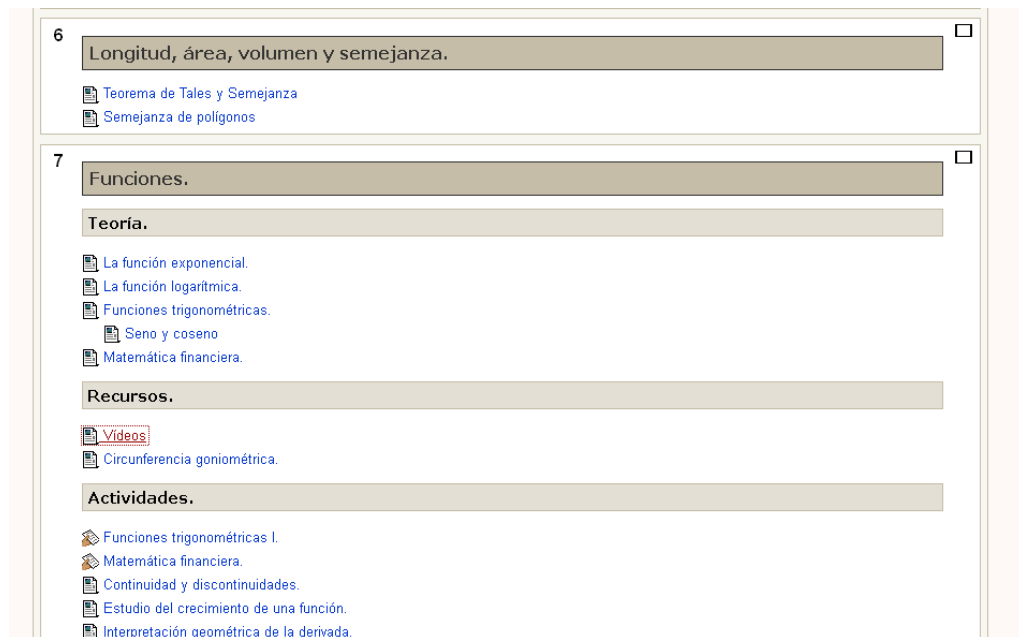 6
Longitud, área, volumen y semejanza.
Teorema de Tales y Semejanza
Semejanza de polígonos
7
Funciones.
Teoría.
La función exponencial.
La función logarítmica.
Funciones trigonométricas.
Seno y coseno
Matemática financiera.
Recursos.
Vídeos
Circunferencia goniométrica.
Actividades.
Funciones trigonométricas I.
Matemática financiera.
Continuidad y discontinuidades.
Estudio del crecimiento de una función.
Interpretación geométrica de la derivada.